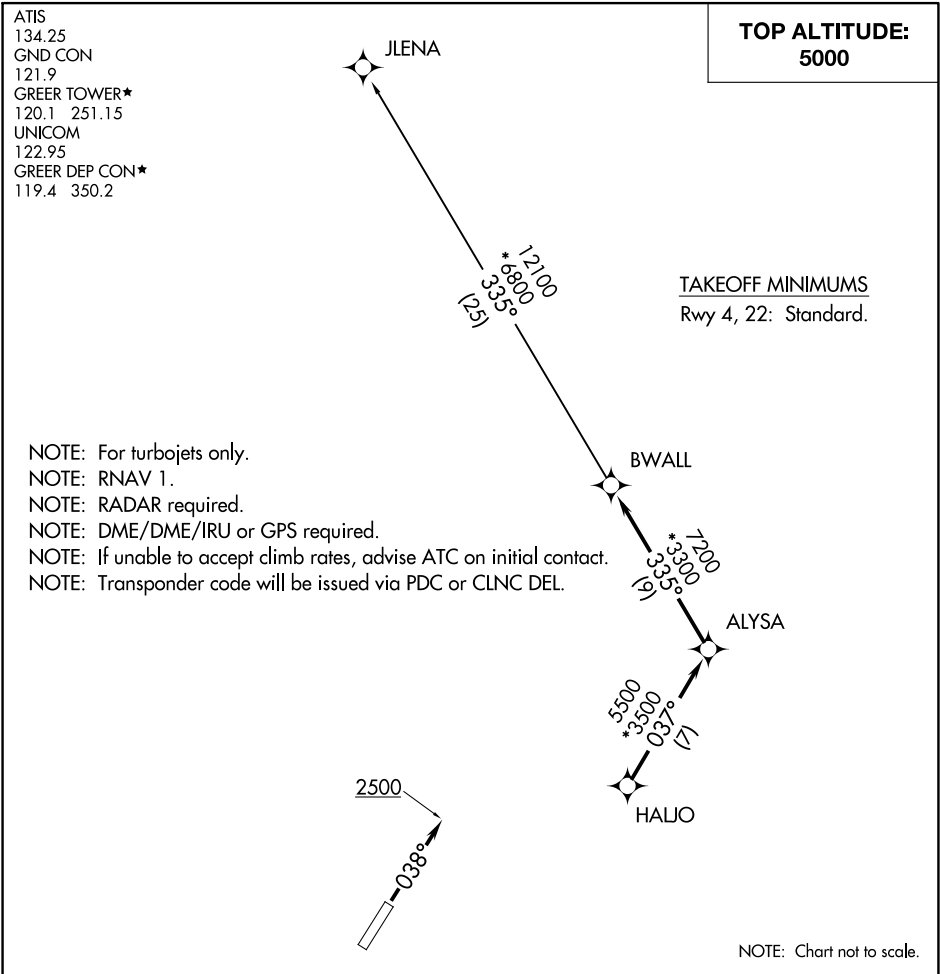 ATIS
134.25
GND CON
121.9
GREER TOWER★
120.1 251.15
UNICOM
122.95
GREER DEP CON★
119.4 350.2
TOP ALTITUDE:
5000
JLENA
12100
*6800
335°
(25)
TAKEOFF MINIMUMS
Rwy 4, 22: Standard.
NOTE: For turbojets only.
NOTE: RNAV 1.
NOTE: RADAR required.
NOTE: DME/DME/IRU or GPS required.
NOTE: If unable to accept climb rates, advise ATC on initial contact.
NOTE: Transponder code will be issued via PDC or CLNC DEL.
BWALL
7200
*3300
335°
(9)
ALYSA
5500
*3500
037°
(7)
HALJO
2500
038°
NOTE: Chart not to scale.